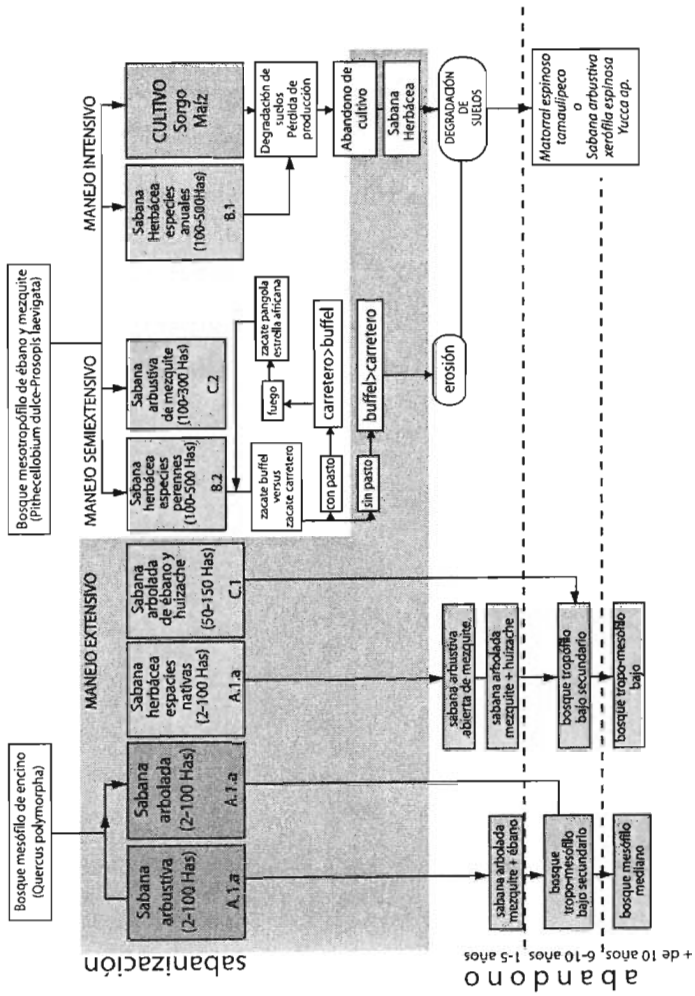 Bosque mesófilo de encino
(Quercus polymorpha)
Bosque mesotropófilo de ébano y mezquite
(Pithecellobium dulce-Prosopis laevigata)
MANEJO EXTENSIVO
MANEJO SEMIEXTENSIVO
MANEJO INTENSIVO
sabanización
Sabana
arbustiva
(2-100 Has)
A.1.a
Sabana
arbolada
(2-100 Has)
A.1.a
Sabana
herbácea
especies
nativas
(2-100 Has)
A.1.a
Sabana
arbolada
de ébano y
huizache
(50-150 Has)
C.1
Sabana
herbácea
especies
perennes
(100-500 Has)
B.2
Sabana
arbustiva
de mezquite
(100-300 Has)
C.2
Sabana
Herbácea
especies
anuales
(100-500Has)
B.1
CULTIVO
Sorgo
Maíz
zacate buffel
versus
zacate carretero
fuego
zacate pangola
estrella africana
con pasto
carretero>buffel
sin pasto
buffel>carretero
Degradación de
suelos
Pérdida de
producción
Abandono de
cultivo
Sabana
Herbácea
erosión
DEGRADACIÓN
DE
SUELOS
abandono
1-5 años
6-10 años
+ de 10 años
sabana arbolada
mezquite + ébano
bosque
tropo-mesófilo
bajo secundario
bosque mesófilo
mediano
sabana arbustiva
abierta de mezquite
sabana arbolada
mezquite + huizache
bosque tropófilo
bajo secundario
bosque tropo-mesófilo
bajo
Matorral espinoso
tamaulipeco
o
Sabana arbustiva
xerófila espinosa
Yucca ap.